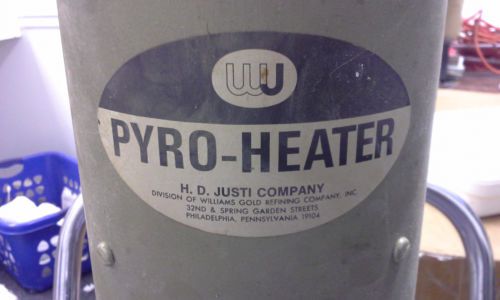 WJ
PYRO-HEATER
H. D. JUSTI COMPANY
DIVISION OF WILLIAMS GOLD REFINING COMPANY, INC.
32ND & SPRING GARDEN STREETS
PHILADELPHIA, PENNSYLVANIA 19104